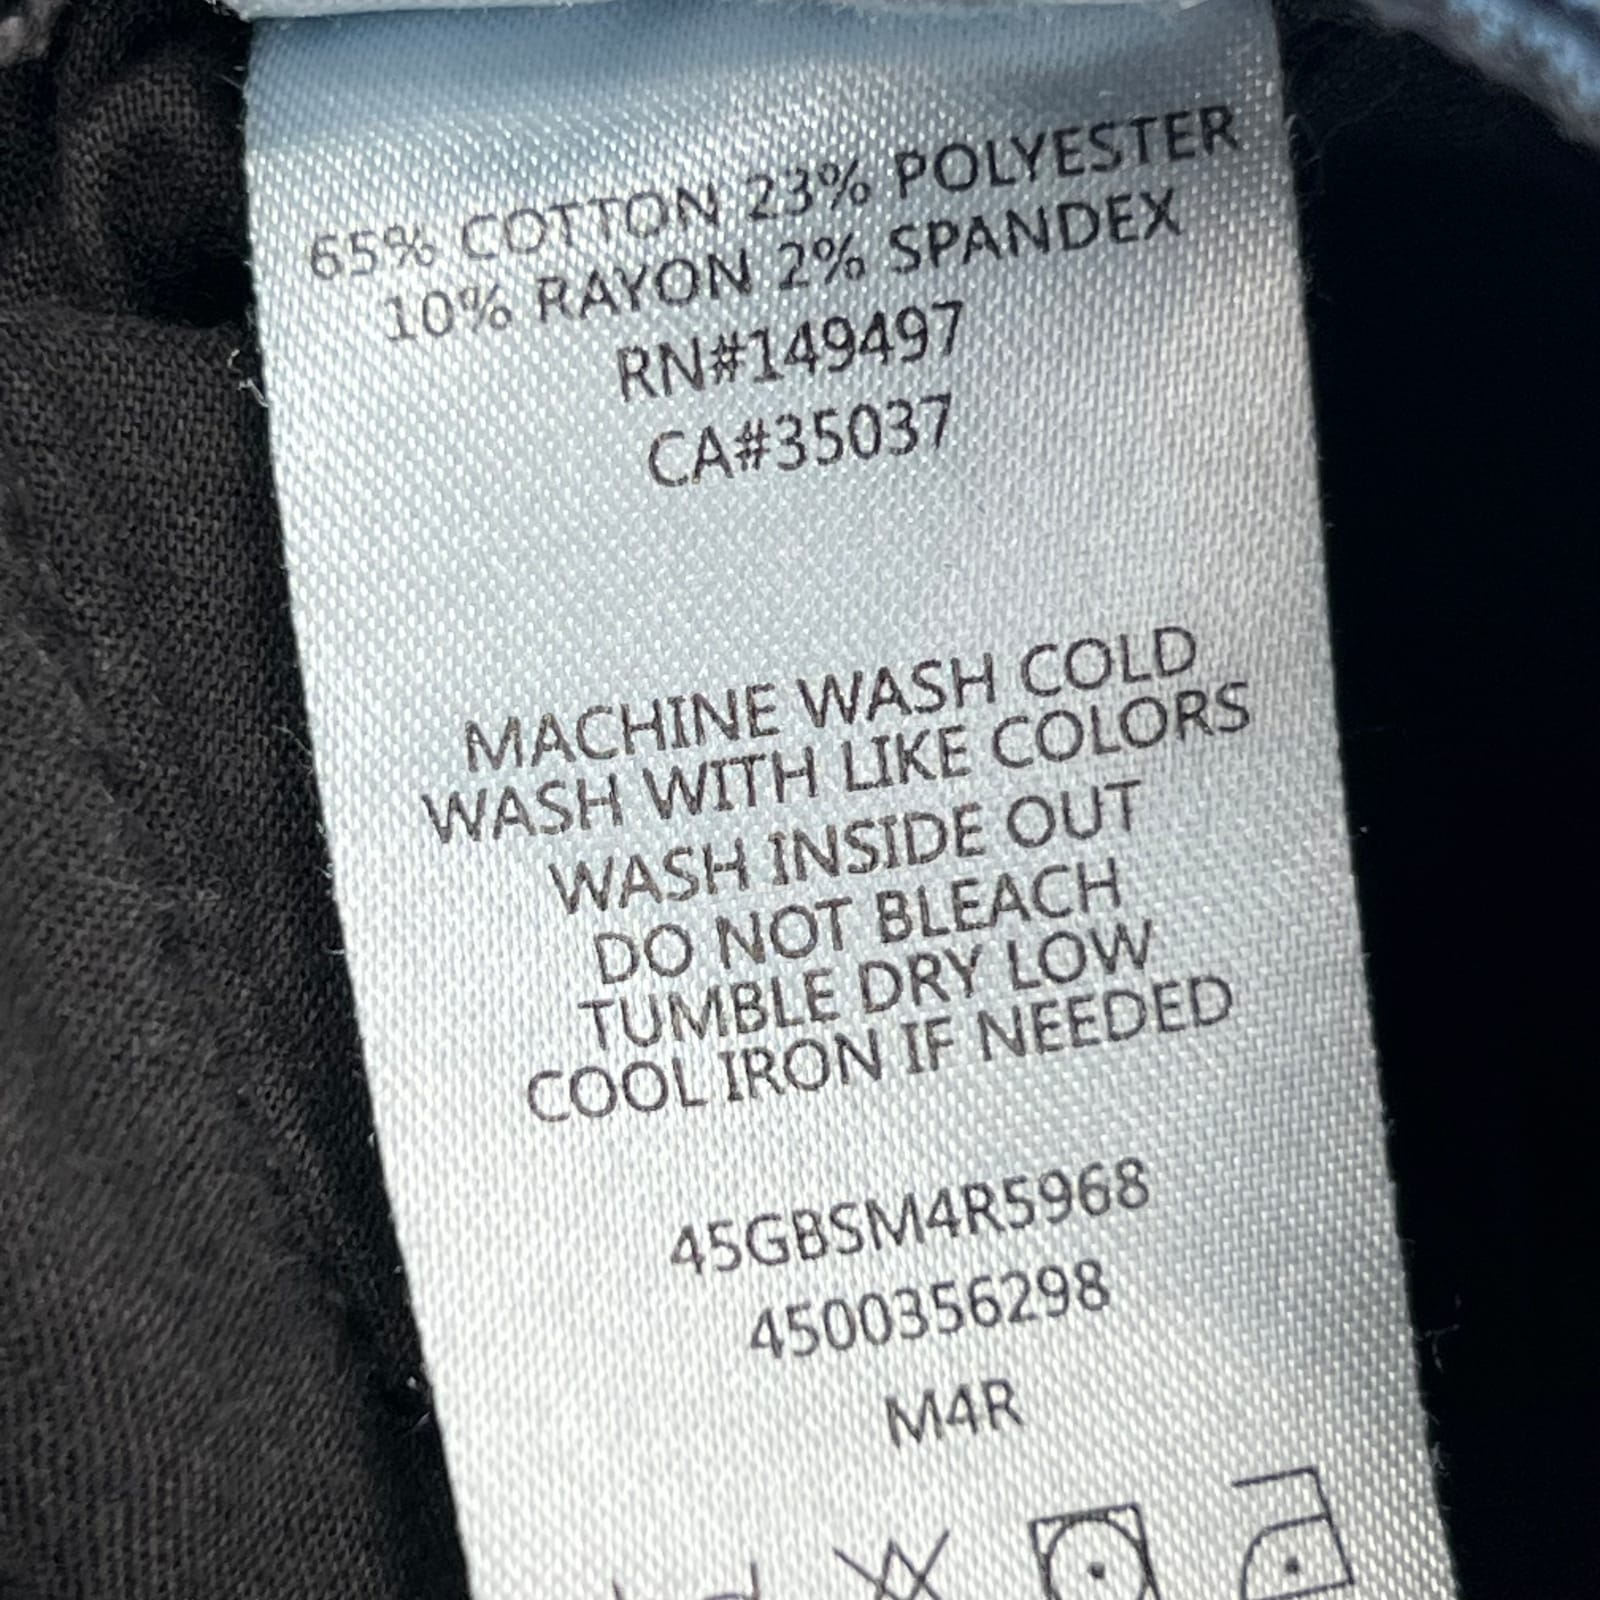 65% COTTON 23% POLYESTER
10% RAYON 2% SPANDEX
RN#149497
CA#35037
MACHINE WASH COLD
WASH WITH LIKE COLORS
WASH INSIDE OUT
DO NOT BLEACH
TUMBLE DRY LOW
COOL IRON IF NEEDED
45GBSM4R5968
4500356298
M4R